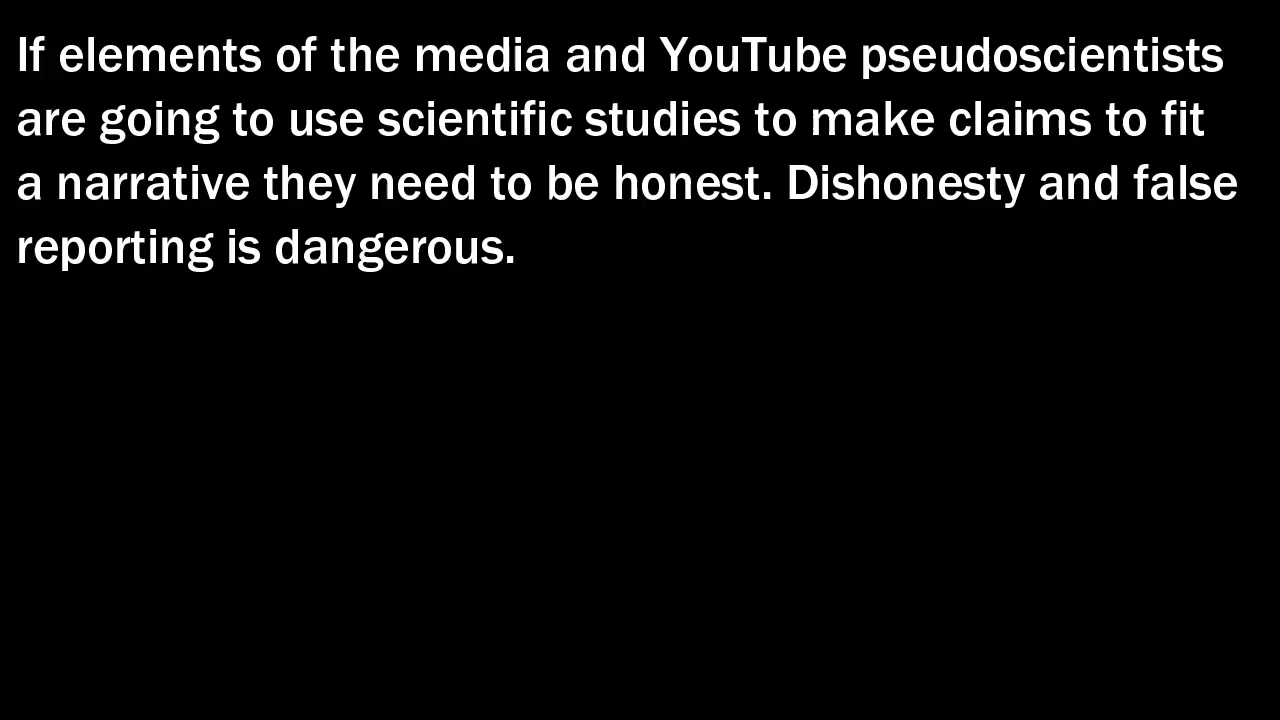 If elements of the media and YouTube pseudoscientists
are going to use scientific studies to make claims to fit
a narrative they need to be honest. Dishonesty and false
reporting is dangerous.